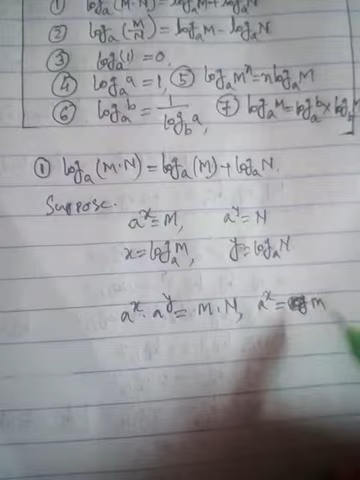 ① logₐ(M·N) = logₐM + logₐN
② logₐ(M/N) = logₐM - logₐN
③ logₐ(1) = 0,
④ logₐa = 1, ⑤ logₐMⁿ = n logₐM
⑥ logₐb = 1/log_b a, ⑦ logₐM = logₐb × log_b
① logₐ(M·N) = logₐ(M) + logₐN.
Suppose.
aˣ = M, aʸ = N
x = logₐM, y = logₐN
aˣ · aʸ = M·N, aˣ = M